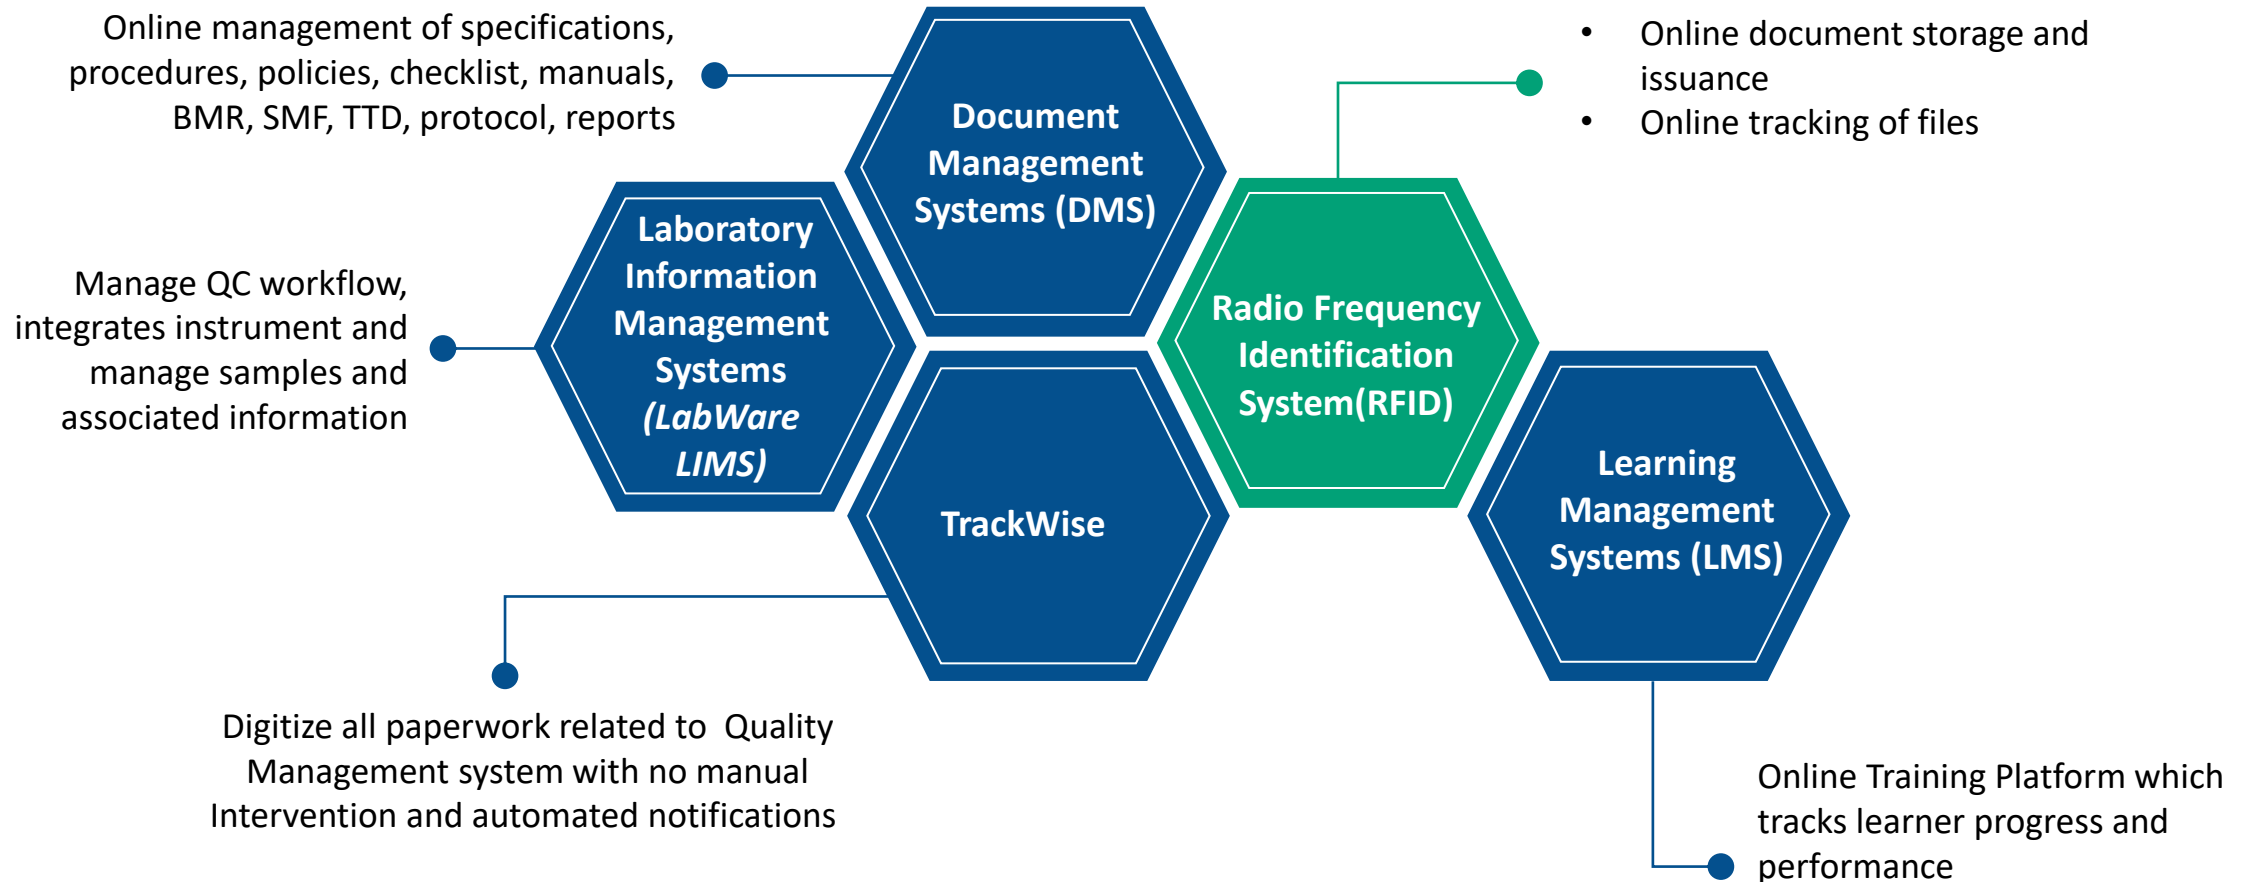 Online management of specifications,
procedures, policies, checklist, manuals,
BMR, SMF, TTD, protocol, reports
Document
Management
Systems (DMS)
• Online document storage and
issuance
• Online tracking of files
Laboratory
Information
Management
Systems
(LabWare
LIMS)
Manage QC workflow,
integrates instrument and
manage samples and
associated information
Radio Frequency
Identification
System(RFID)
TrackWise
Learning
Management
Systems (LMS)
Digitize all paperwork related to  Quality
Management system with no manual
Intervention and automated notifications
Online Training Platform which
tracks learner progress and
performance